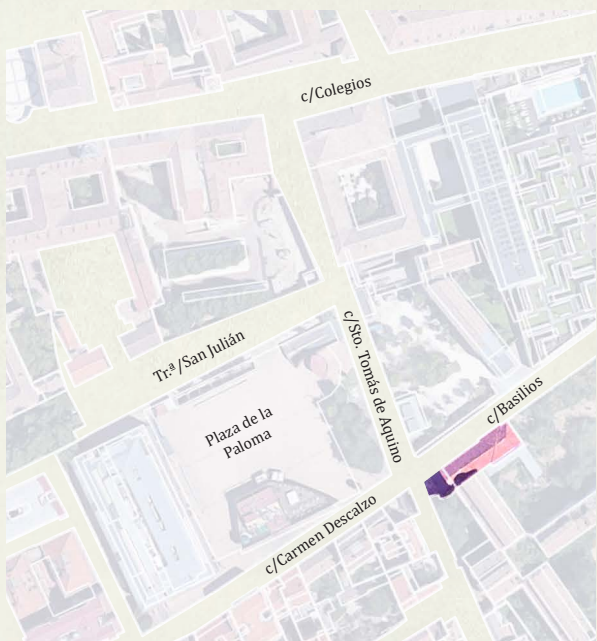 c/Colegios
Tr.ª/San Julián
c/Sto. Tomás de Aquino
Plaza de la
Paloma
c/Basilios
c/Carmen Descalzo